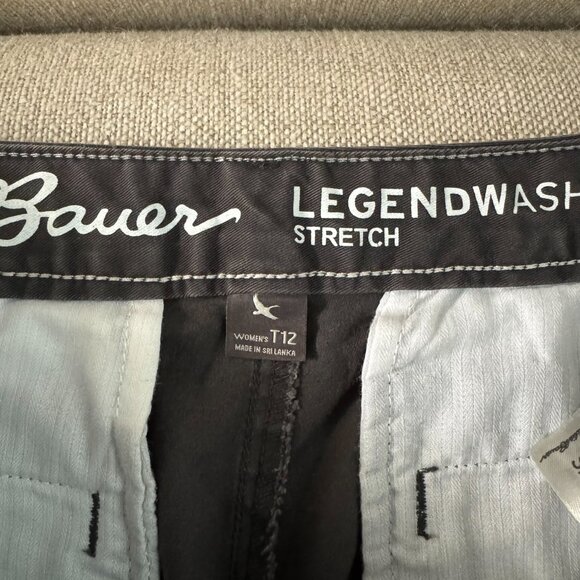 Bauer
LEGENDWASH
STRETCH
WOMEN'S T12
MADE IN SRI LANKA